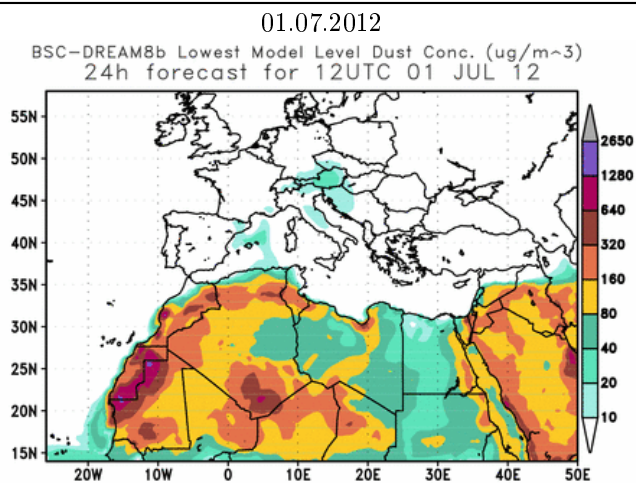 01.07.2012
BSC-DREAM8b Lowest Model Level Dust Conc. (ug/m^3)
24h forecast for 12UTC 01 JUL 12
55N
50N
45N
40N
35N
30N
25N
20N
15N
20W
10W
0
10E
20E
30E
40E
50E
2650
1280
640
320
160
80
40
20
10